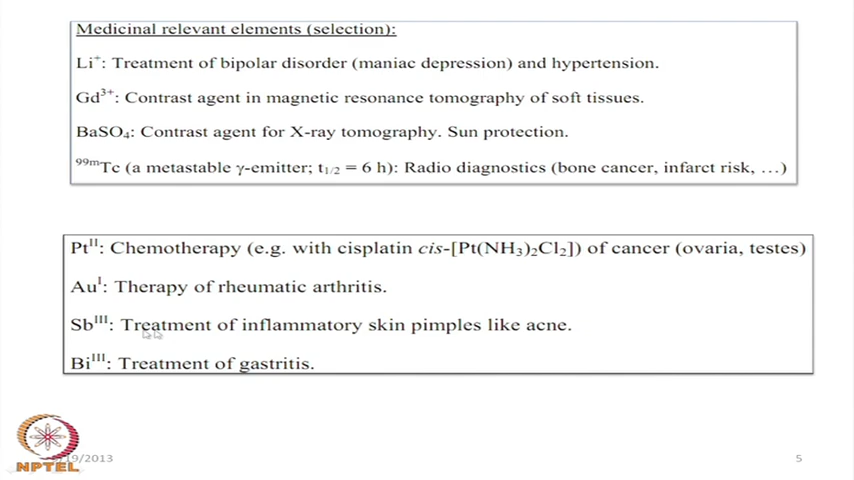 Medicinal relevant elements (selection):
Li⁺: Treatment of bipolar disorder (maniac depression) and hypertension.
Gd³⁺: Contrast agent in magnetic resonance tomography of soft tissues.
BaSO₄: Contrast agent for X-ray tomography. Sun protection.
⁹⁹ᵐTc (a metastable γ-emitter; t₁/₂ = 6 h): Radio diagnostics (bone cancer, infarct risk, …)
Ptᴵᴵ: Chemotherapy (e.g. with cisplatin cis-[Pt(NH₃)₂Cl₂]) of cancer (ovaria, testes)
Auᴵ: Therapy of rheumatic arthritis.
Sbᴵᴵᴵ: Treatment of inflammatory skin pimples like acne.
Biᴵᴵᴵ: Treatment of gastritis.
/19/2013
5
NPTEL